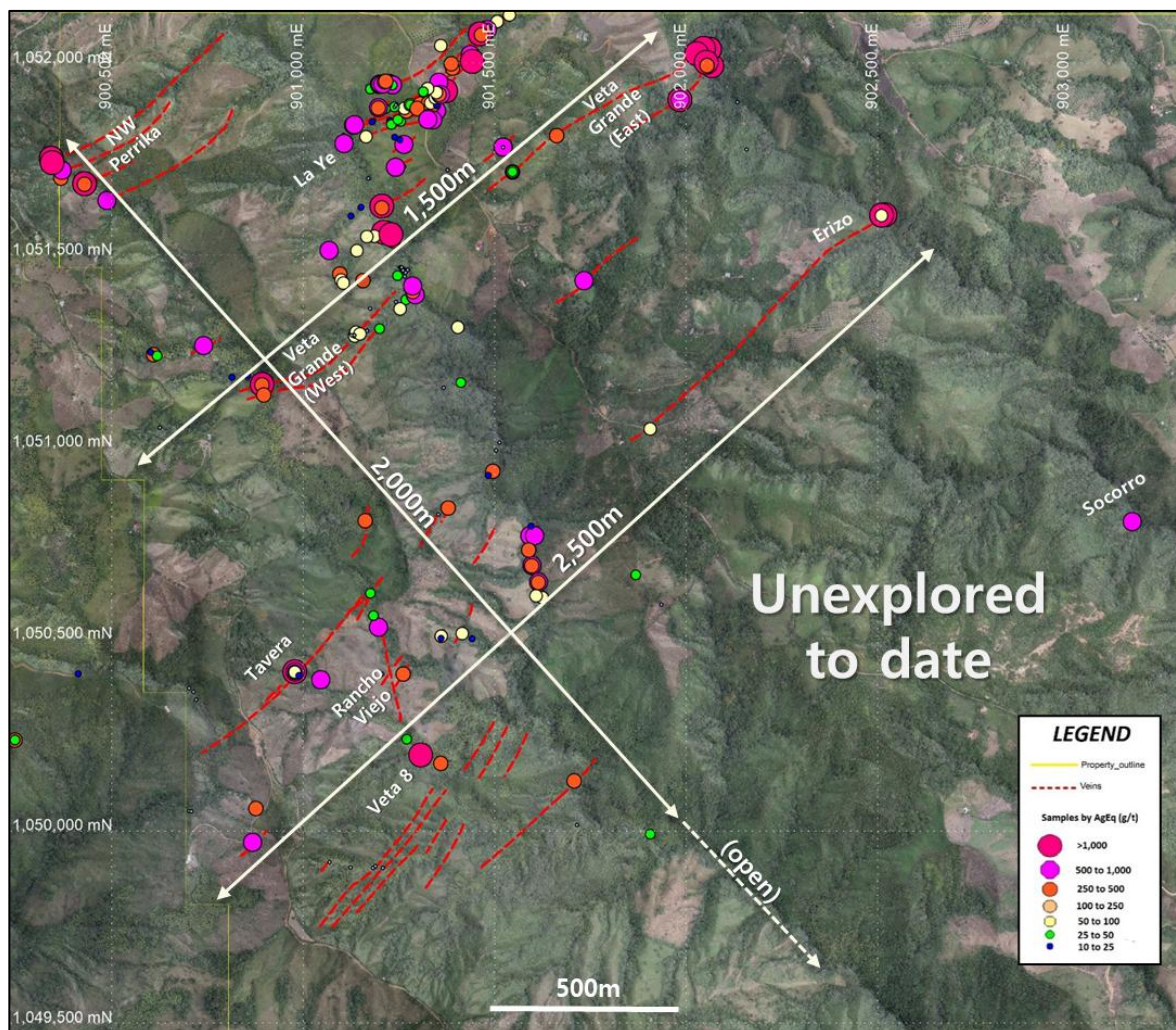 900,502 mE
901,000 mE
901,500 mE
902,000 mE
902,500 mE
903,000 mE
1,052,000 mN
1,051,500 mN
1,051,000 mN
1,050,500 mN
1,050,000 mN
1,049,500 mN
NW
Perrika
La Ye
Veta
Grande
(East)
1,500m
Erizo
Veta
Grande
(West)
2,000m
2,500m
Socorro
Unexplored
to date
Tavera
Rancho
Viejo
Veta 8
(open)
500m
LEGEND
Property_outline
Veins
Samples by AgEq (g/t)
>1,000
500 to 1,000
250 to 500
100 to 250
50 to 100
25 to 50
10 to 25